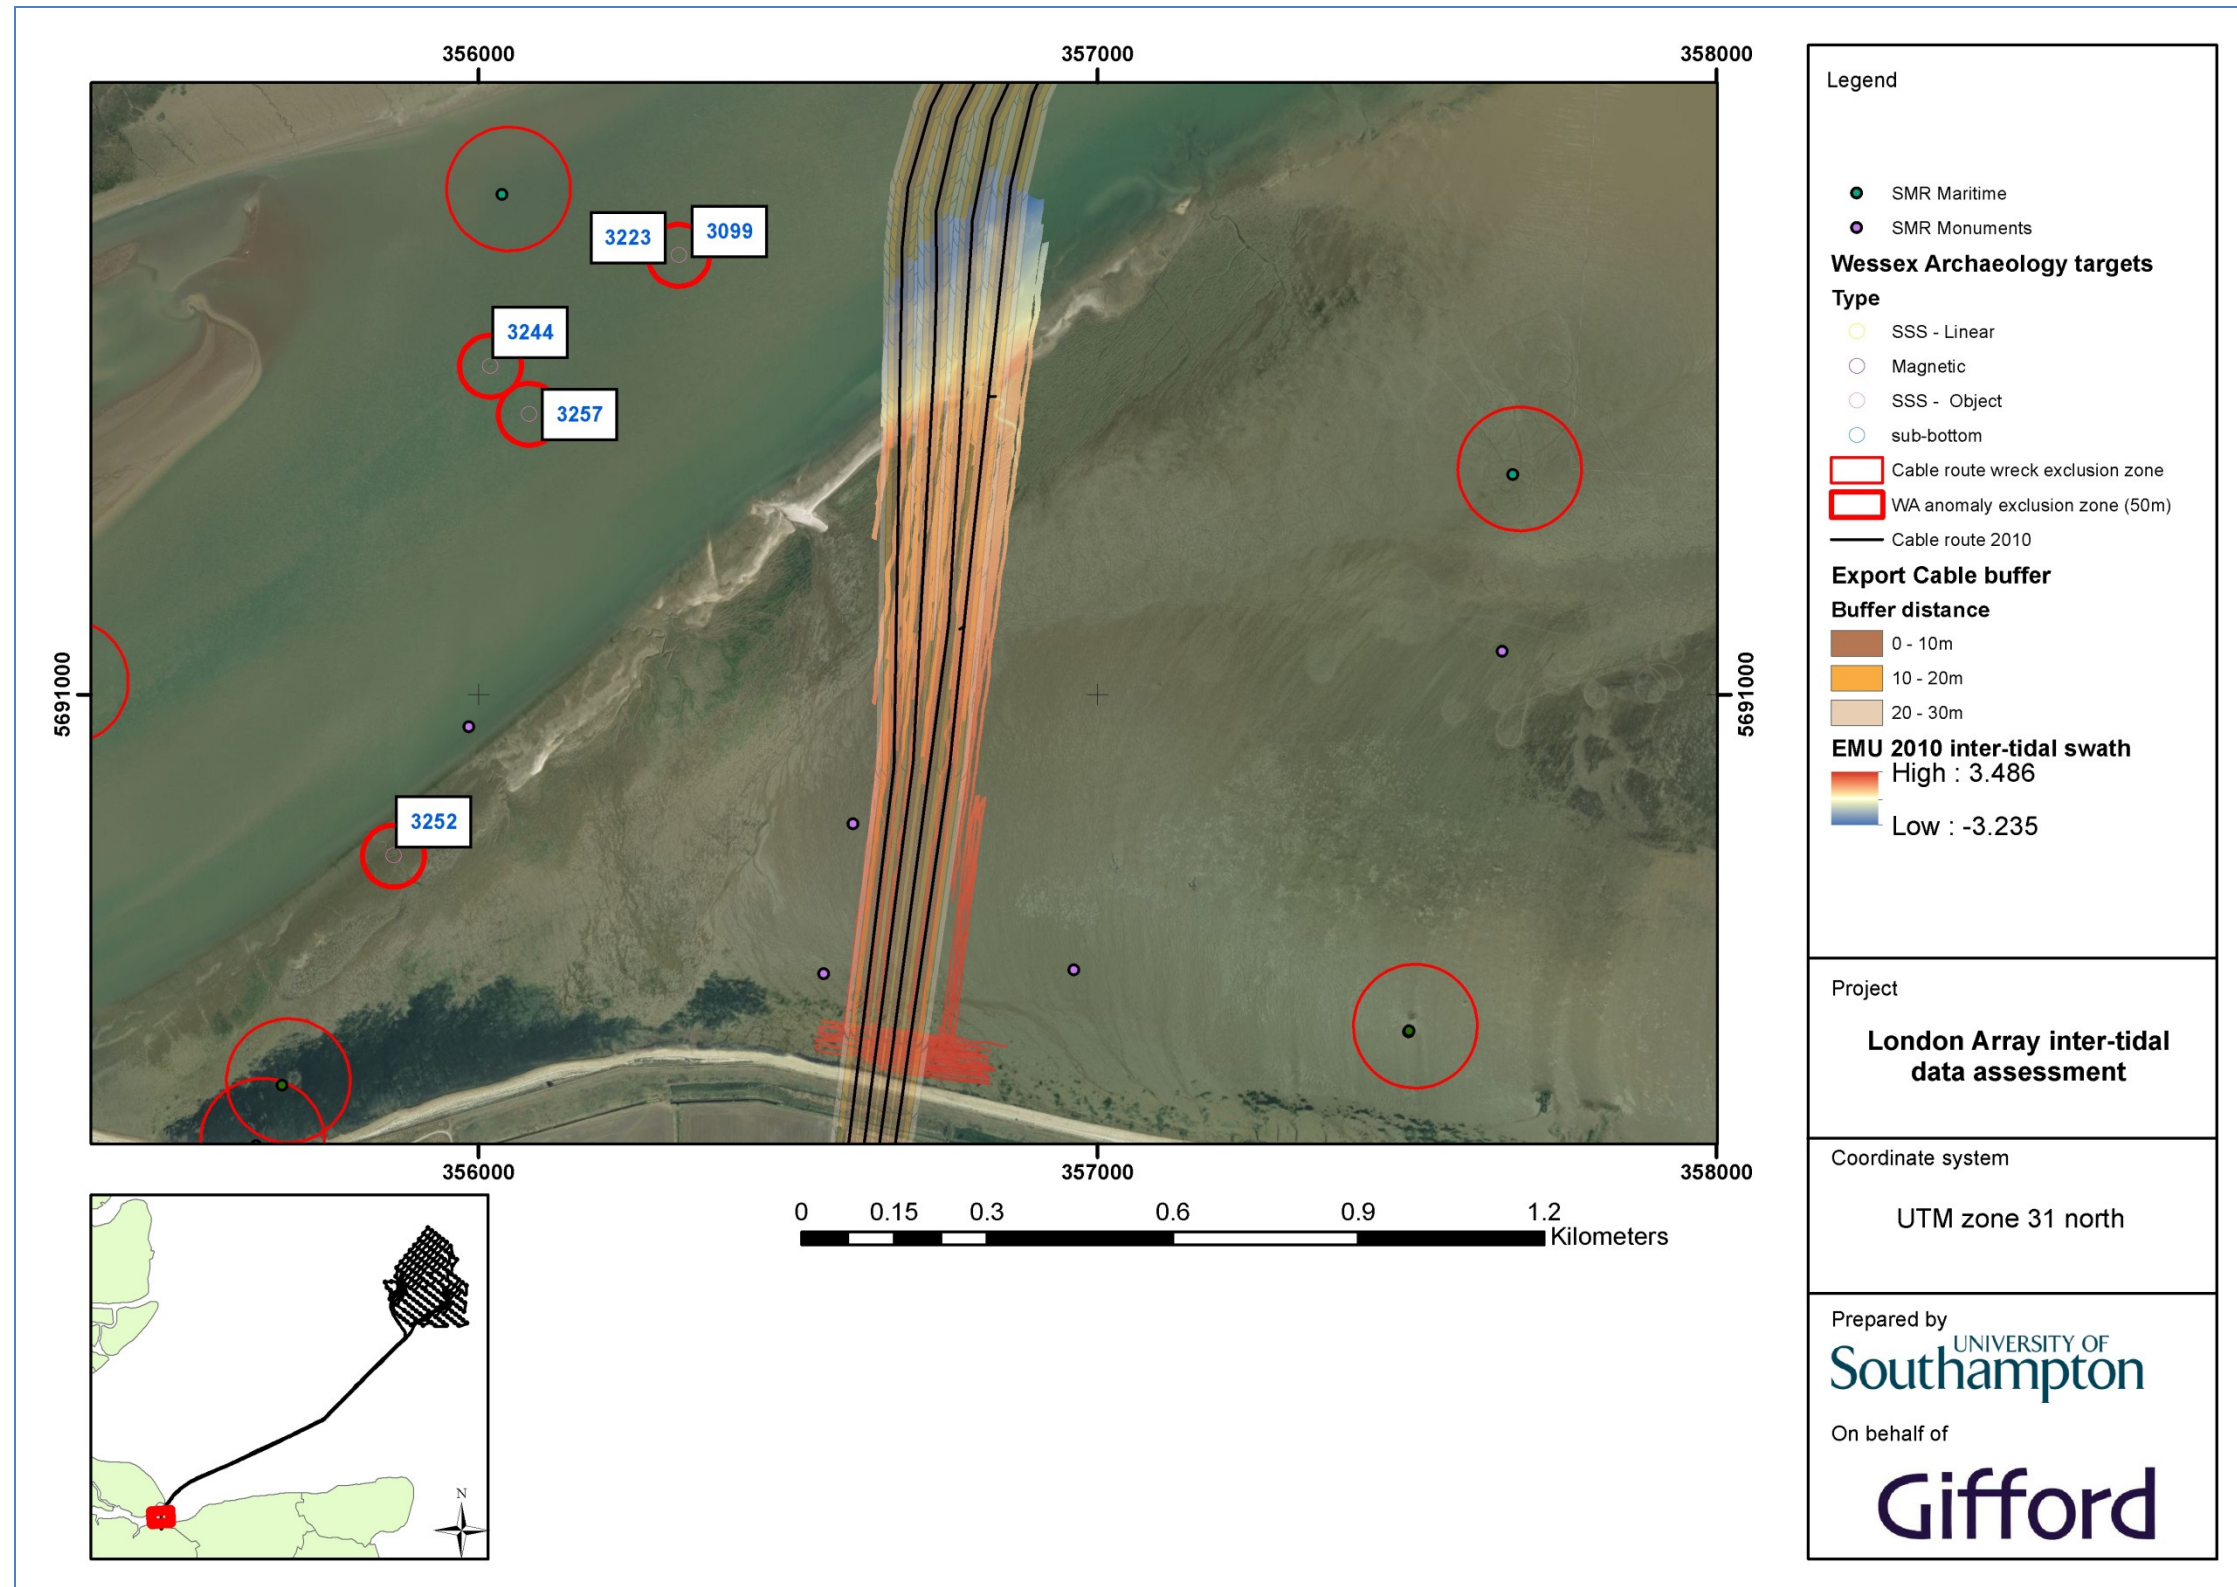 356000
357000
358000
3223
3099
3244
3257
3252
5691000
5691000
356000
357000
358000
0
0.15
0.3
0.6
0.9
1.2
Kilometers
N
Legend
SMR Maritime
SMR Monuments
Wessex Archaeology targets
Type
SSS - Linear
Magnetic
SSS - Object
sub-bottom
Cable route wreck exclusion zone
WA anomaly exclusion zone (50m)
Cable route 2010
Export Cable buffer
Buffer distance
0 - 10m
10 - 20m
20 - 30m
EMU 2010 inter-tidal swath
High : 3.486
Low : -3.235
Project
London Array inter-tidal
data assessment
Coordinate system
UTM zone 31 north
Prepared by
UNIVERSITY OF
Southampton
On behalf of
Gifford